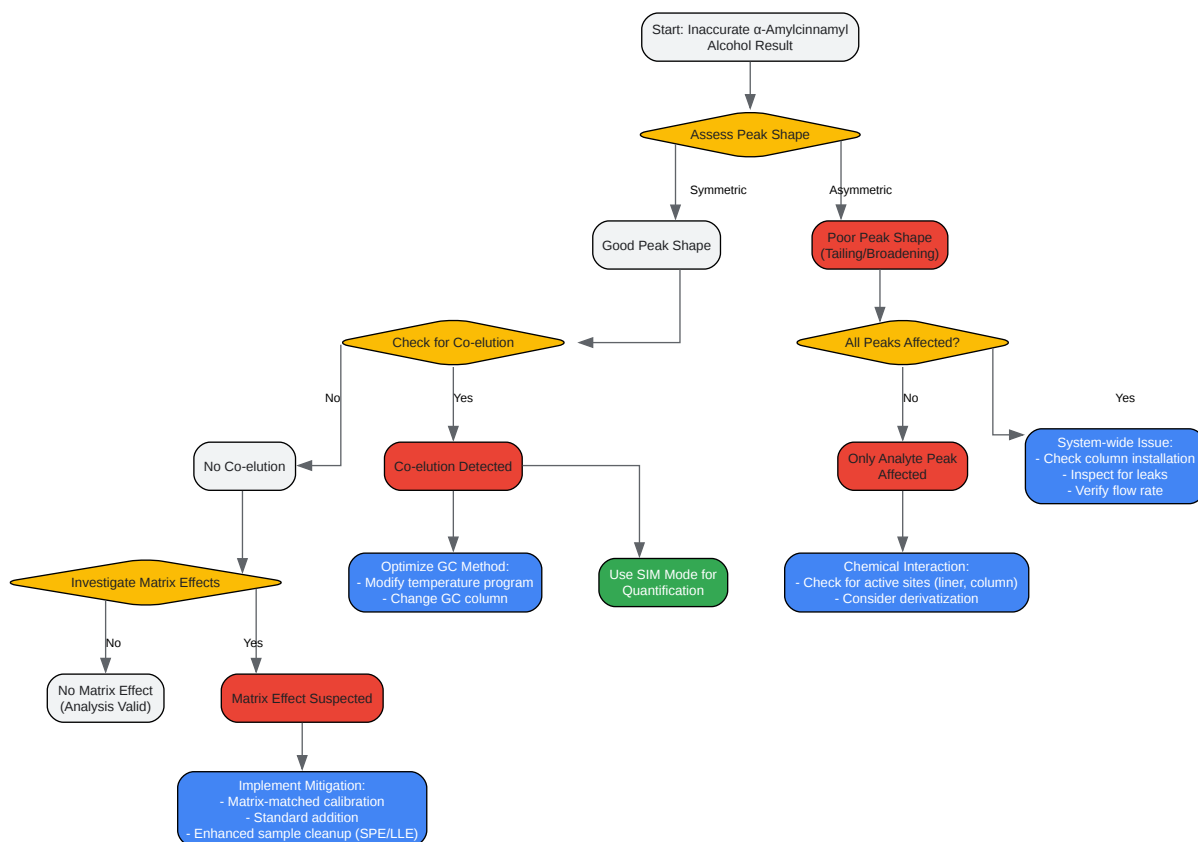 Start: Inaccurate α-Amylcinnamyl
Alcohol Result
Assess Peak Shape
Symmetric
Asymmetric
Good Peak Shape
Poor Peak Shape
(Tailing/Broadening)
Check for Co-elution
All Peaks Affected?
No
Yes
No
Yes
No Co-elution
Co-elution Detected
Only Analyte Peak
Affected
System-wide Issue:
- Check column installation
- Inspect for leaks
- Verify flow rate
Investigate Matrix Effects
Optimize GC Method:
- Modify temperature program
- Change GC column
Use SIM Mode for
Quantification
Chemical Interaction:
- Check for active sites (liner, column)
- Consider derivatization
No
Yes
No Matrix Effect
(Analysis Valid)
Matrix Effect Suspected
Implement Mitigation:
- Matrix-matched calibration
- Standard addition
- Enhanced sample cleanup (SPE/LLE)